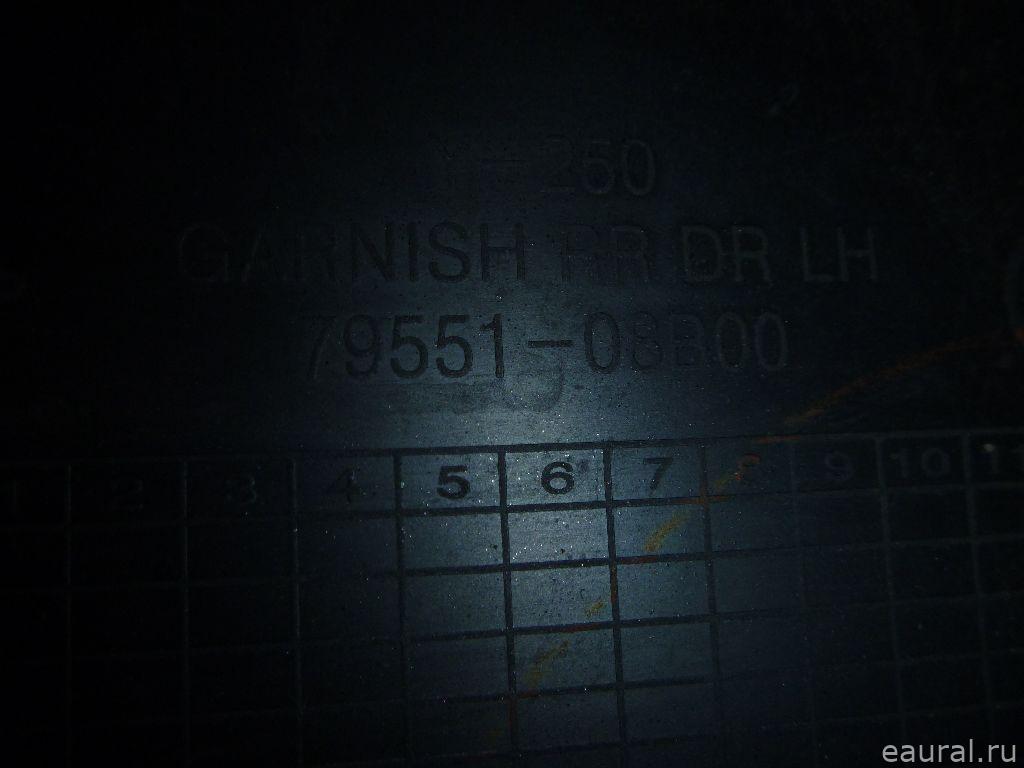 Y-250
GARNISH RR DR LH
79551-08B00
1 2 3 4 5 6 7 8 9 10 11
eaural.ru